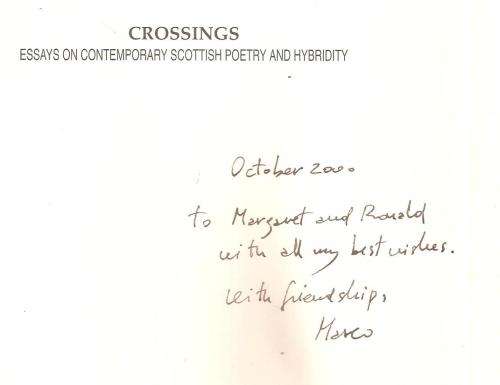 CROSSINGS
ESSAYS ON CONTEMPORARY SCOTTISH POETRY AND HYBRIDITY
October 2000
to Margaret and Ronald
with all my best wishes.
With friendship,
Marco